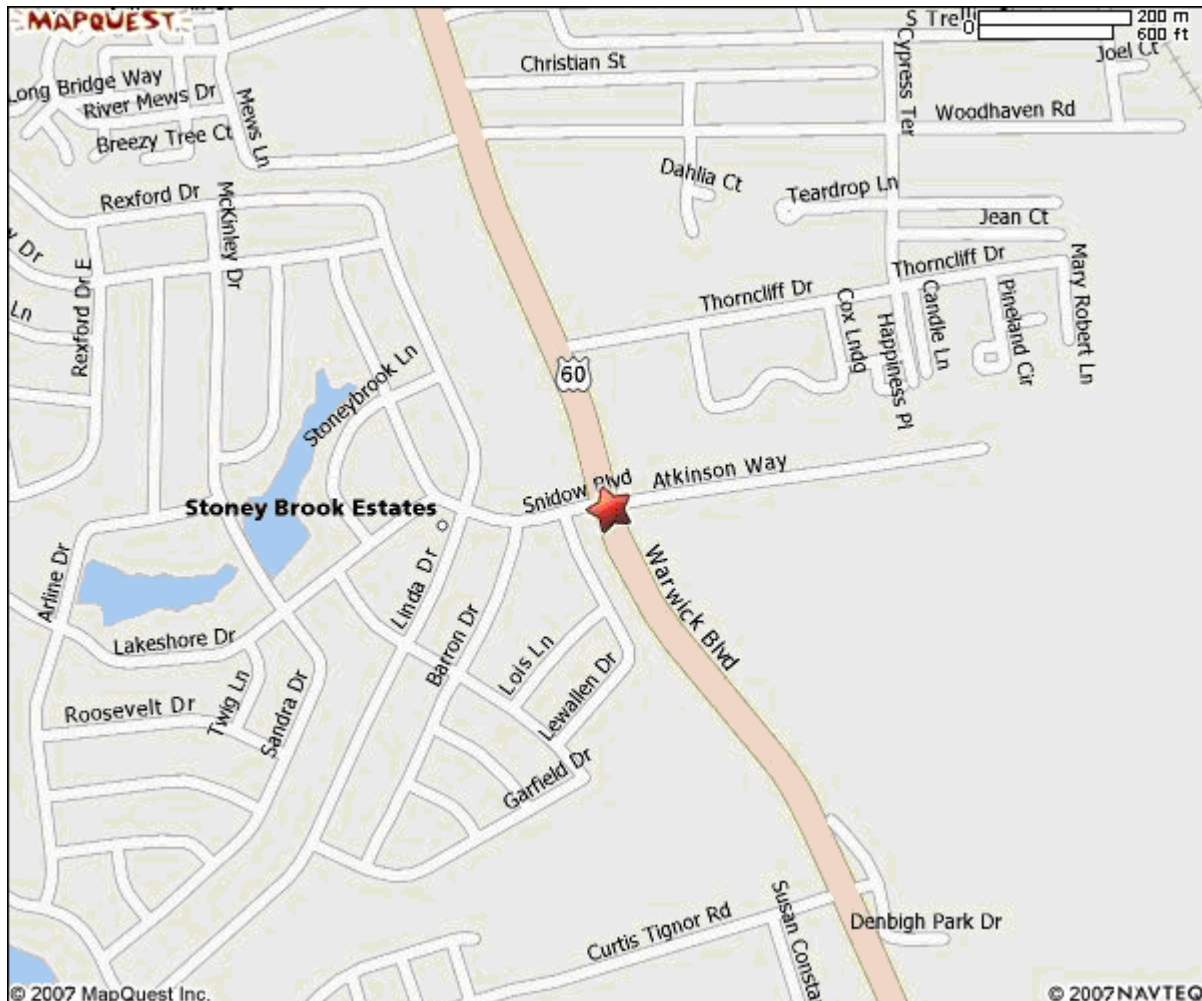 MAPQUEST
S Tre
0
200 m
600 ft
Christian St
Cypress Ter
Joel Ct
Long Bridge Way
River Mews Dr
Mews Ln
Breezy Tree Ct
Woodhaven Rd
Dahlia Ct
Teardrop Ln
Jean Ct
Rexford Dr
McKinley Dr
y Dr
Ln
Rexford Dr E
Thorncliff Dr
Thorncliff Dr
Mary Robert Ln
Cox Lndg
Happiness Pl
Candle Ln
Pineland Cir
60
Stoneybrook Ln
Snidow Blvd
Atkinson Way
Stoney Brook Estates
Warwick Blvd
Arline Dr
Linda Dr
Barron Dr
Lois Ln
Lewallen Dr
Lakeshore Dr
Twig Ln
Sandra Dr
Roosevelt Dr
Garfield Dr
Curtis Tignor Rd
Susan Consta
Denbigh Park Dr
© 2007 MapQuest Inc.
© 2007 NAVTEQ